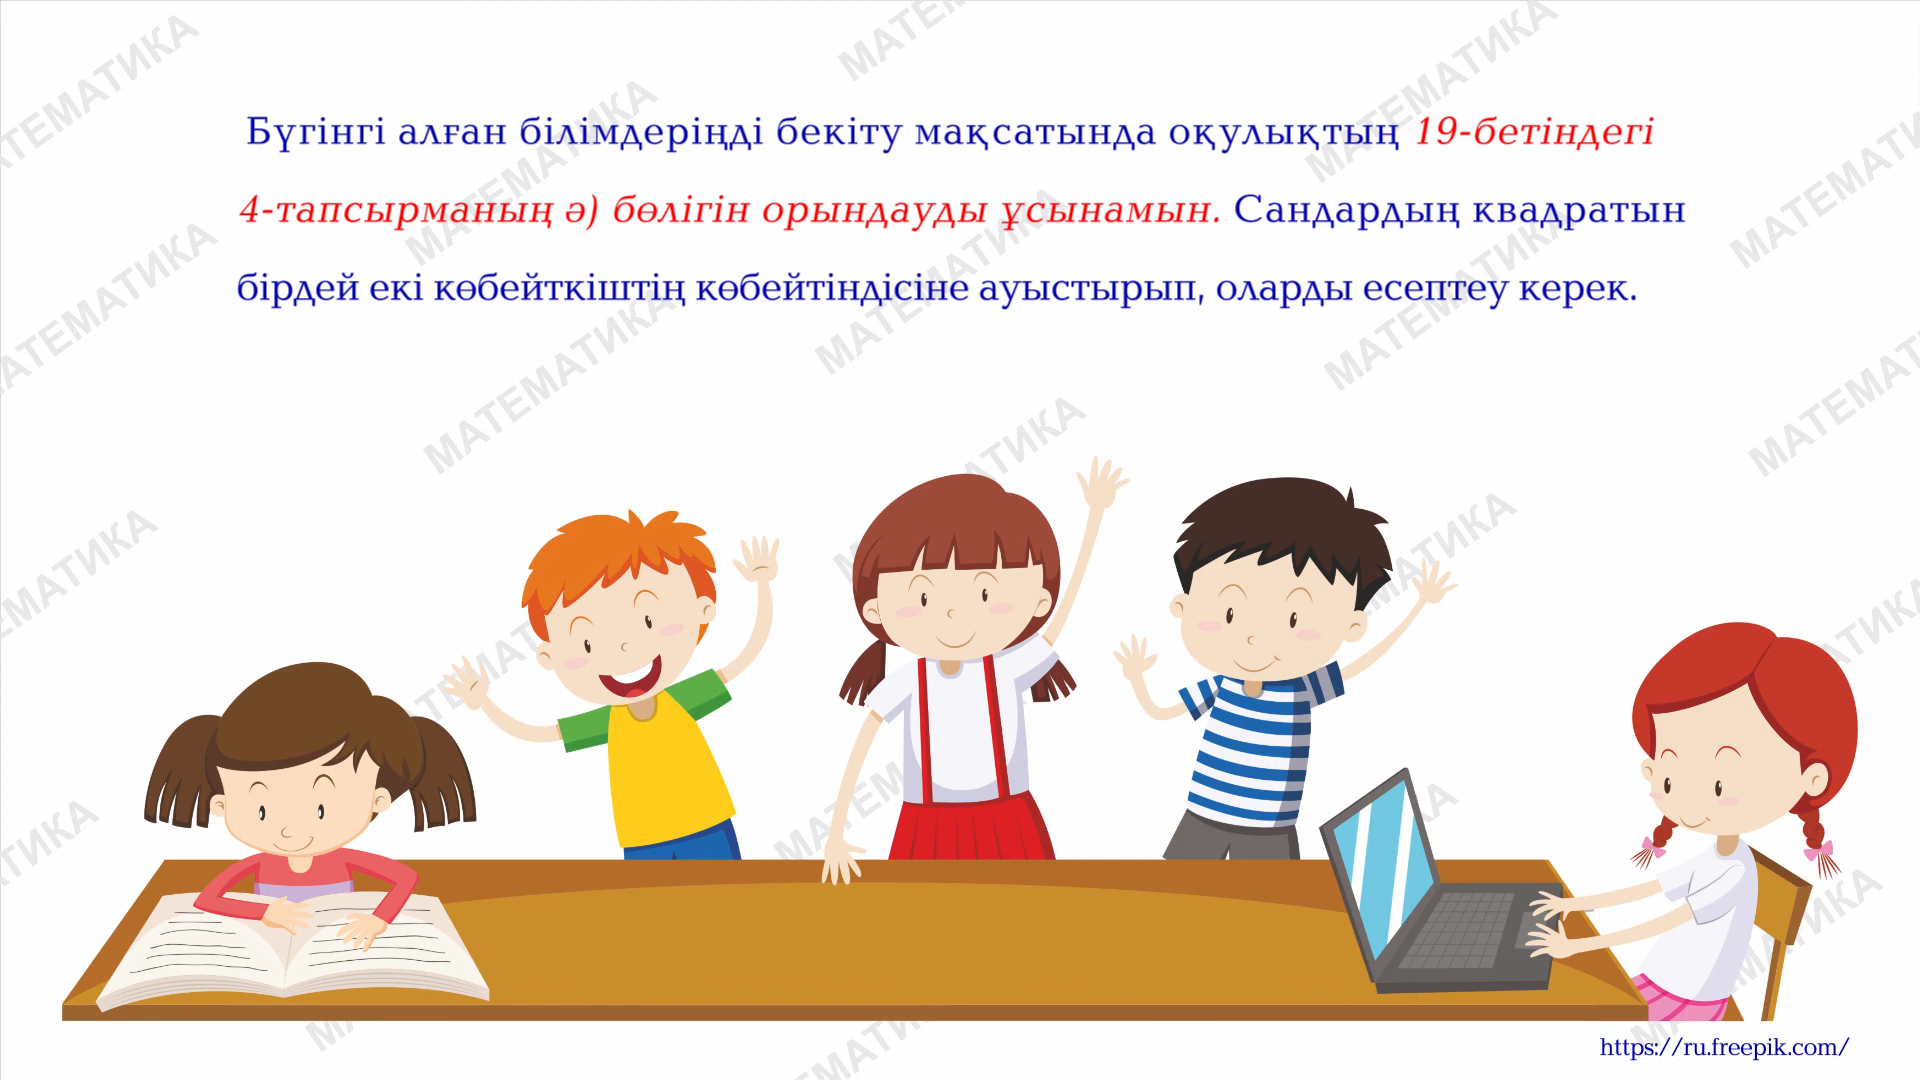 Бүгінгі алған білімдеріңді бекіту мақсатында оқулықтың 19-бетіндегі
4-тапсырманың ә) бөлігін орындауды ұсынамын. Сандардың квадратын
бірдей екі көбейткіштің көбейтіндісіне ауыстырып, оларды есептеу керек.
МАТЕМАТИКА
https://ru.freepik.com/